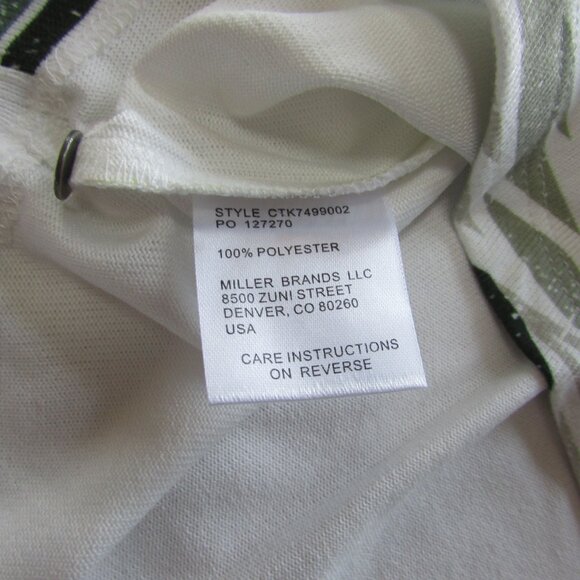 STYLE CTK7499002
PO 127270
100% POLYESTER
MILLER BRANDS LLC
8500 ZUNI STREET
DENVER, CO 80260
USA
CARE INSTRUCTIONS
ON REVERSE